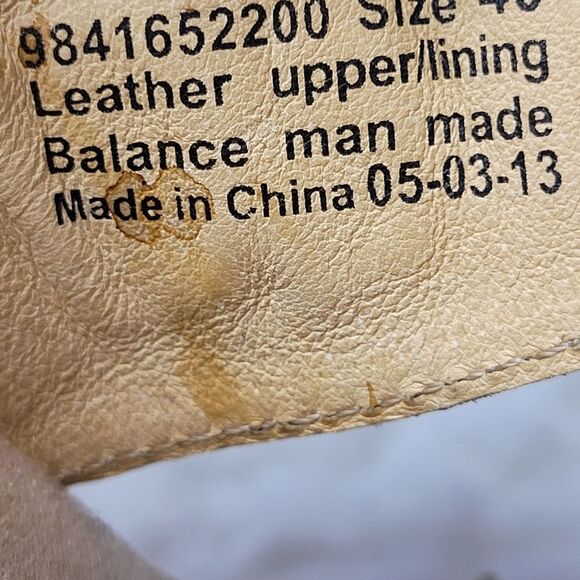 9841652200 Size
Leather upper/lining
Balance man made
Made in China 05-03-13